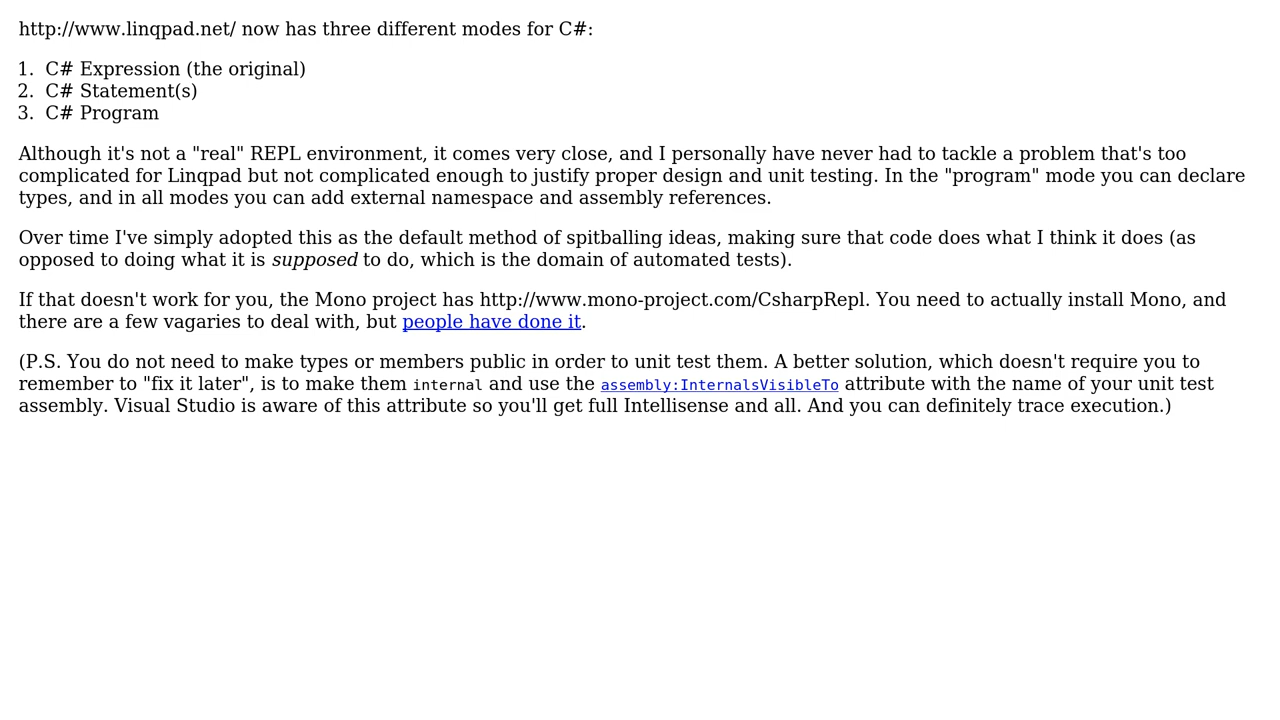 http://www.linqpad.net/ now has three different modes for C#:
1. C# Expression (the original)
2. C# Statement(s)
3. C# Program
Although it's not a "real" REPL environment, it comes very close, and I personally have never had to tackle a problem that's too
complicated for Linqpad but not complicated enough to justify proper design and unit testing. In the "program" mode you can declare
types, and in all modes you can add external namespace and assembly references.
Over time I've simply adopted this as the default method of spitballing ideas, making sure that code does what I think it does (as
opposed to doing what it is supposed to do, which is the domain of automated tests).
If that doesn't work for you, the Mono project has http://www.mono-project.com/CsharpRepl. You need to actually install Mono, and
there are a few vagaries to deal with, but people have done it.
(P.S. You do not need to make types or members public in order to unit test them. A better solution, which doesn't require you to
remember to "fix it later", is to make them internal and use the assembly:InternalsVisibleTo attribute with the name of your unit test
assembly. Visual Studio is aware of this attribute so you'll get full Intellisense and all. And you can definitely trace execution.)